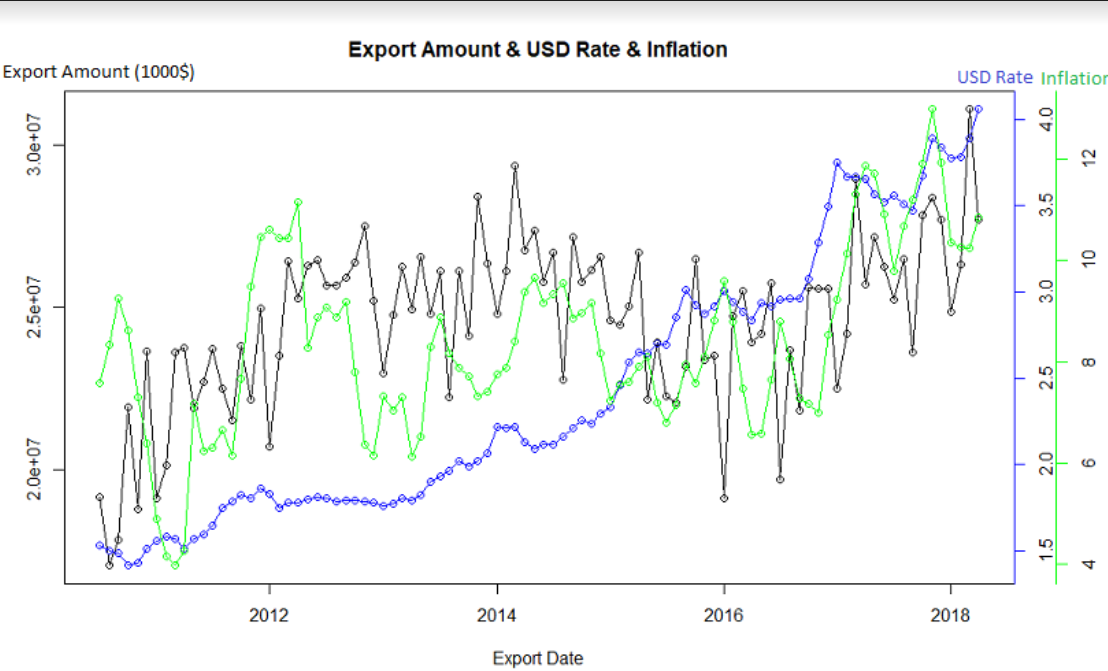 Export Amount & USD Rate & Inflation
Export Amount (1000$)
USD Rate Inflation
3.0e+07
2.5e+07
2.0e+07
4.0
3.5
3.0
2.5
2.0
1.5
12
10
8
6
4
2012 2014 2016 2018
Export Date